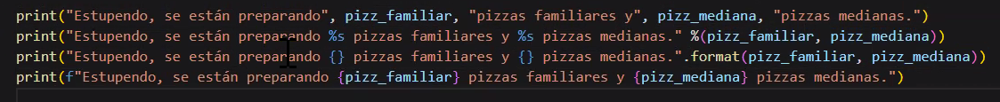 print("Estupendo, se están preparando", pizz_familiar, "pizzas familiares y", pizz_mediana, "pizzas medianas.")
print("Estupendo, se están preparando %s pizzas familiares y %s pizzas medianas." %(pizz_familiar, pizz_mediana))
print("Estupendo, se están preparando {} pizzas familiares y {} pizzas medianas.".format(pizz_familiar, pizz_mediana))
print(f"Estupendo, se están preparando {pizz_familiar} pizzas familiares y {pizz_mediana} pizzas medianas.")